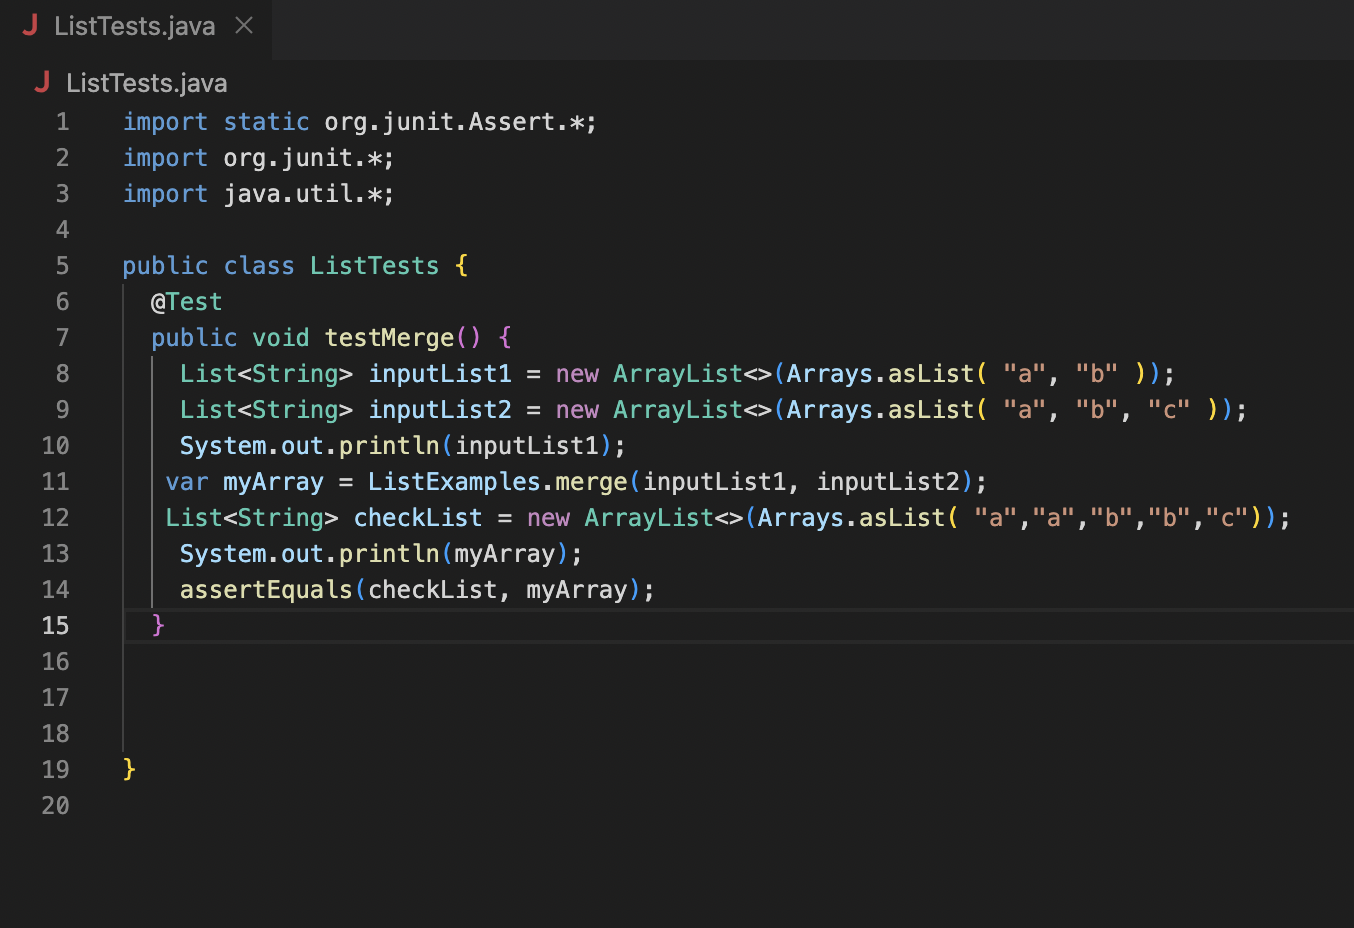 ListTests.java
ListTests.java
1 import static org.junit.Assert.*;
2 import org.junit.*;
3 import java.util.*;
4
5 public class ListTests {
6 @Test
7 public void testMerge() {
8 List<String> inputList1 = new ArrayList<>(Arrays.asList( "a", "b" ));
9 List<String> inputList2 = new ArrayList<>(Arrays.asList( "a", "b", "c" ));
10 System.out.println(inputList1);
11 var myArray = ListExamples.merge(inputList1, inputList2);
12 List<String> checkList = new ArrayList<>(Arrays.asList( "a","a","b","b","c"));
13 System.out.println(myArray);
14 assertEquals(checkList, myArray);
15 }
16
17
18
19 }
20